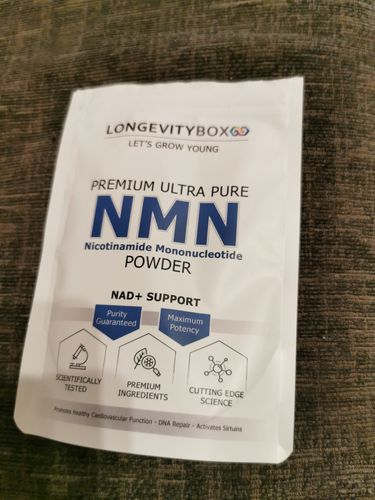 LONGEVITYBOX
LET'S GROW YOUNG
PREMIUM ULTRA PURE
NMN
Nicotinamide Mononucleotide
POWDER
NAD+ SUPPORT
Purity Guaranteed
Maximum Potency
SCIENTIFICALLY TESTED
PREMIUM INGREDIENTS
CUTTING EDGE SCIENCE
Promotes Healthy Cardiovascular Function - DNA Repair - Activates Sirtuins